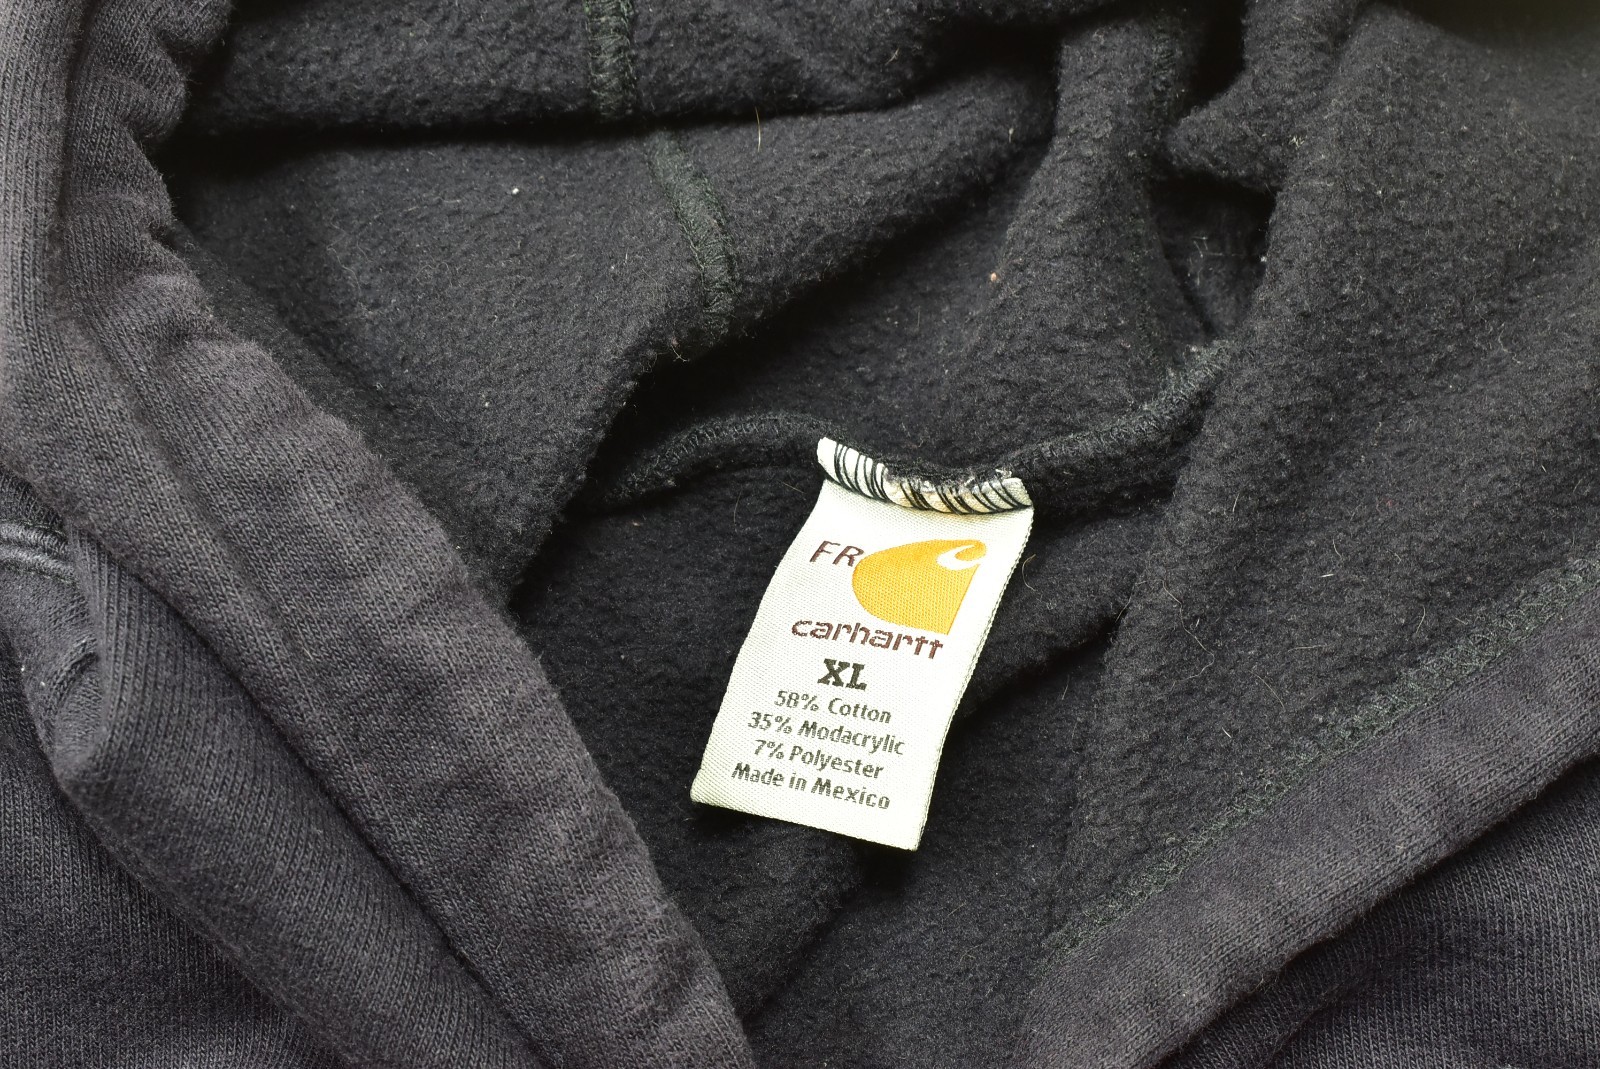 FR
carhartt
XL
58% Cotton
35% Modacrylic
7% Polyester
Made in Mexico